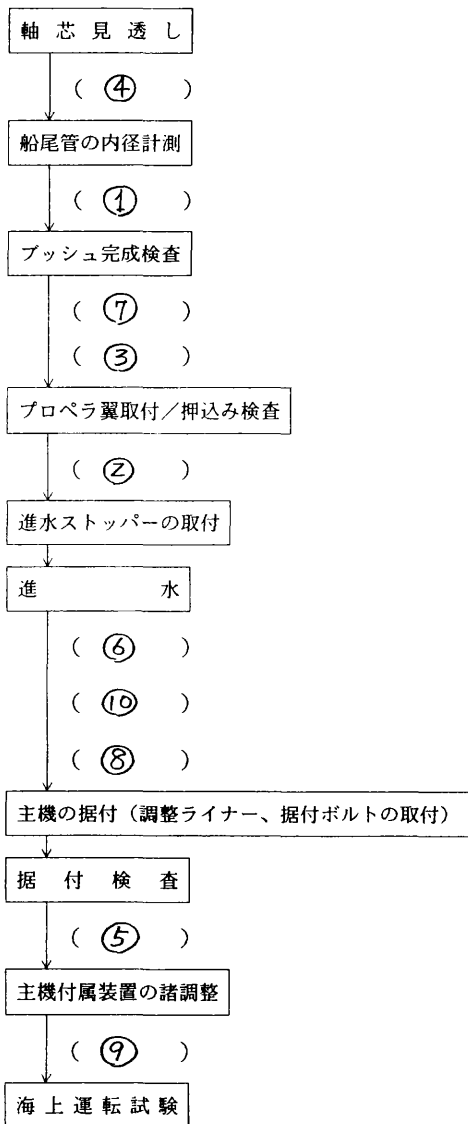 軸芯見透し
( ④ )
船尾管の内径計測
( ① )
ブッシュ完成検査
( ⑦ )
( ③ )
プロペラ翼取付／押込み検査
( ② )
進水ストッパーの取付
進水
( ⑥ )
( ⑩ )
( ⑧ )
主機の据付（調整ライナー、据付ボルトの取付）
据付検査
( ⑤ )
主機付属装置の諸調整
( ⑨ )
海上運転試験